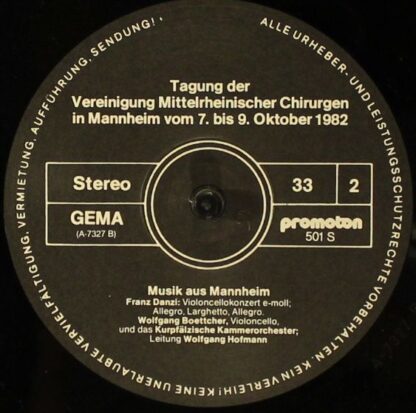 ALLE URHEBER- UND LEISTUNGSSCHUTZRECHTE VORBEHALTEN. KEIN VERLEIH! KEINE UNERLAUBTE VERVIELFÄLTIGUNG, VERMIETUNG, AUFFÜHRUNG, SENDUNG!
Tagung der
Vereinigung Mittelrheinischer Chirurgen
in Mannheim vom 7. bis 9. Oktober 1982
Stereo
33 2
GEMA
(A-7327 B)
promoton
501 S
Musik aus Mannheim
Franz Danzi: Violoncellokonzert e-moll;
Allegro, Larghetto, Allegro.
Wolfgang Boettcher, Violoncello,
und das Kurpfälzische Kammerorchester;
Leitung Wolfgang Hofmann